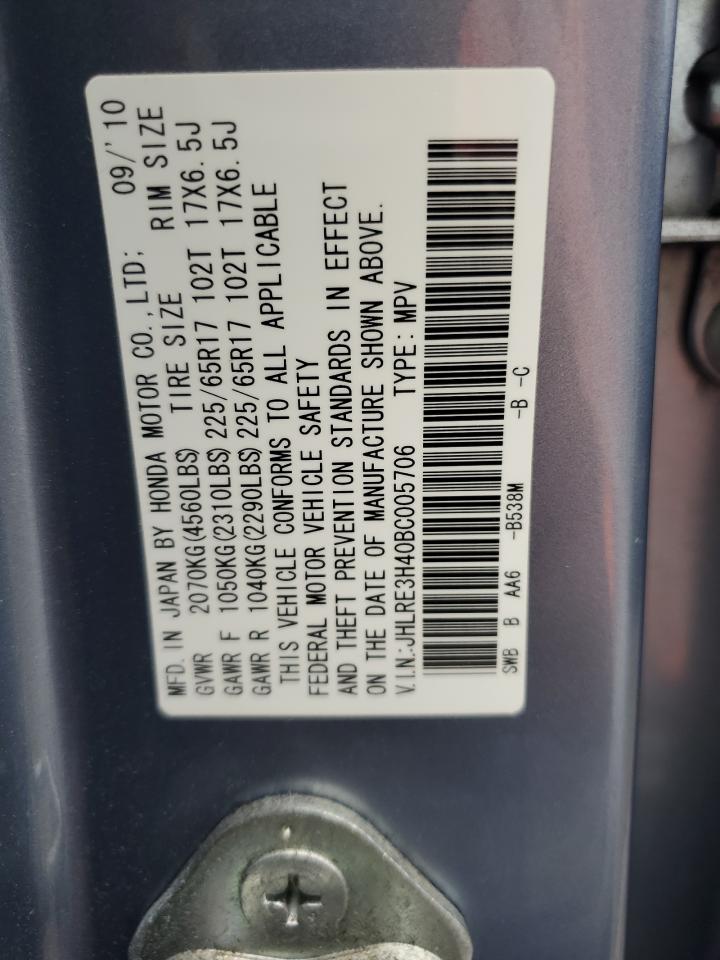 MFD. IN JAPAN BY HONDA MOTOR CO., LTD; 09/'10
GVWR 2070KG(4560LBS) TIRE SIZE RIM SIZE
GAWR F 1050KG(2310LBS) 225/65R17 102T 17X6.5J
GAWR R 1040KG(2290LBS) 225/65R17 102T 17X6.5J
THIS VEHICLE CONFORMS TO ALL APPLICABLE
FEDERAL MOTOR VEHICLE SAFETY
AND THEFT PREVENTION STANDARDS IN EFFECT
ON THE DATE OF MANUFACTURE SHOWN ABOVE.
V.I.N.:JHLRE3H40BC005706 TYPE: MPV
SWB B AA6 -B538M -B -C